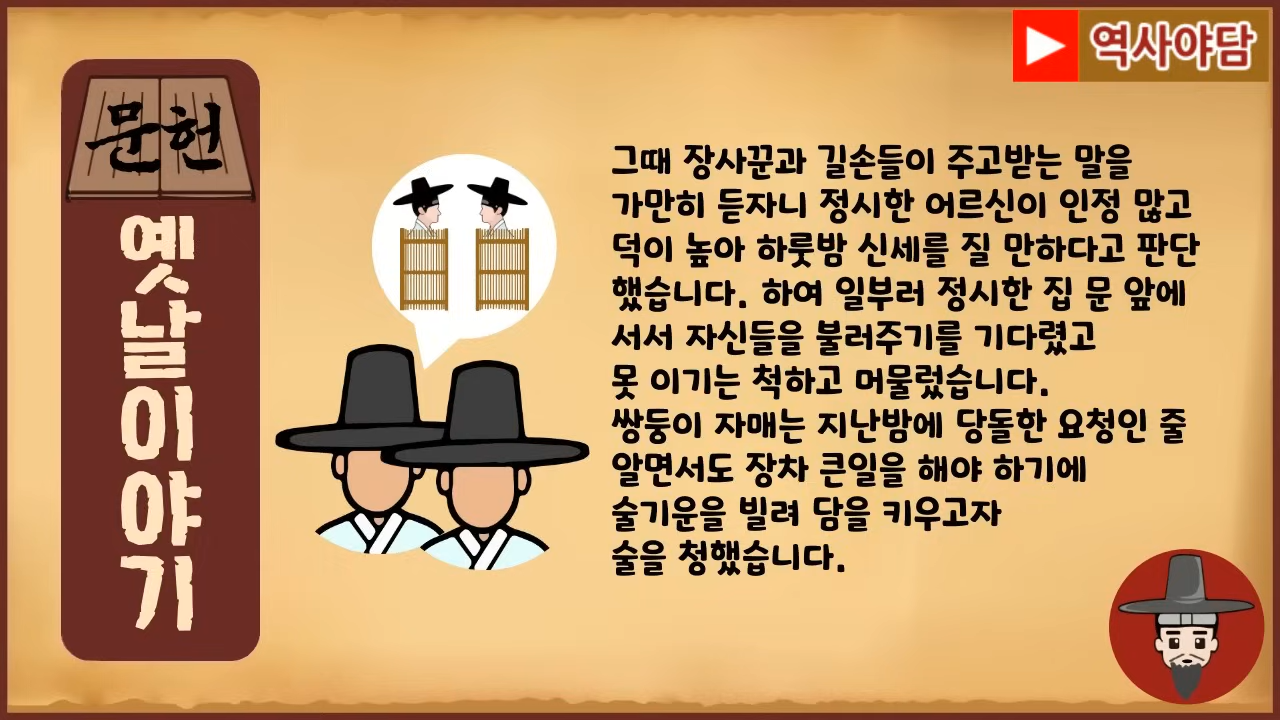 역사야담
문헌
옛날이야기
그때 장사꾼과 길손들이 주고받는 말을
가만히 듣자니 정시한 어르신이 인정 많고
덕이 높아 하룻밤 신세를 질 만하다고 판단
했습니다. 하여 일부러 정시한 집 문 앞에
서서 자신들을 불러주기를 기다렸고
못 이기는 척하고 머물렀습니다.
쌍둥이 자매는 지난밤에 당돌한 요청인 줄
알면서도 장차 큰일을 해야 하기에
술기운을 빌려 담을 키우고자
술을 청했습니다.